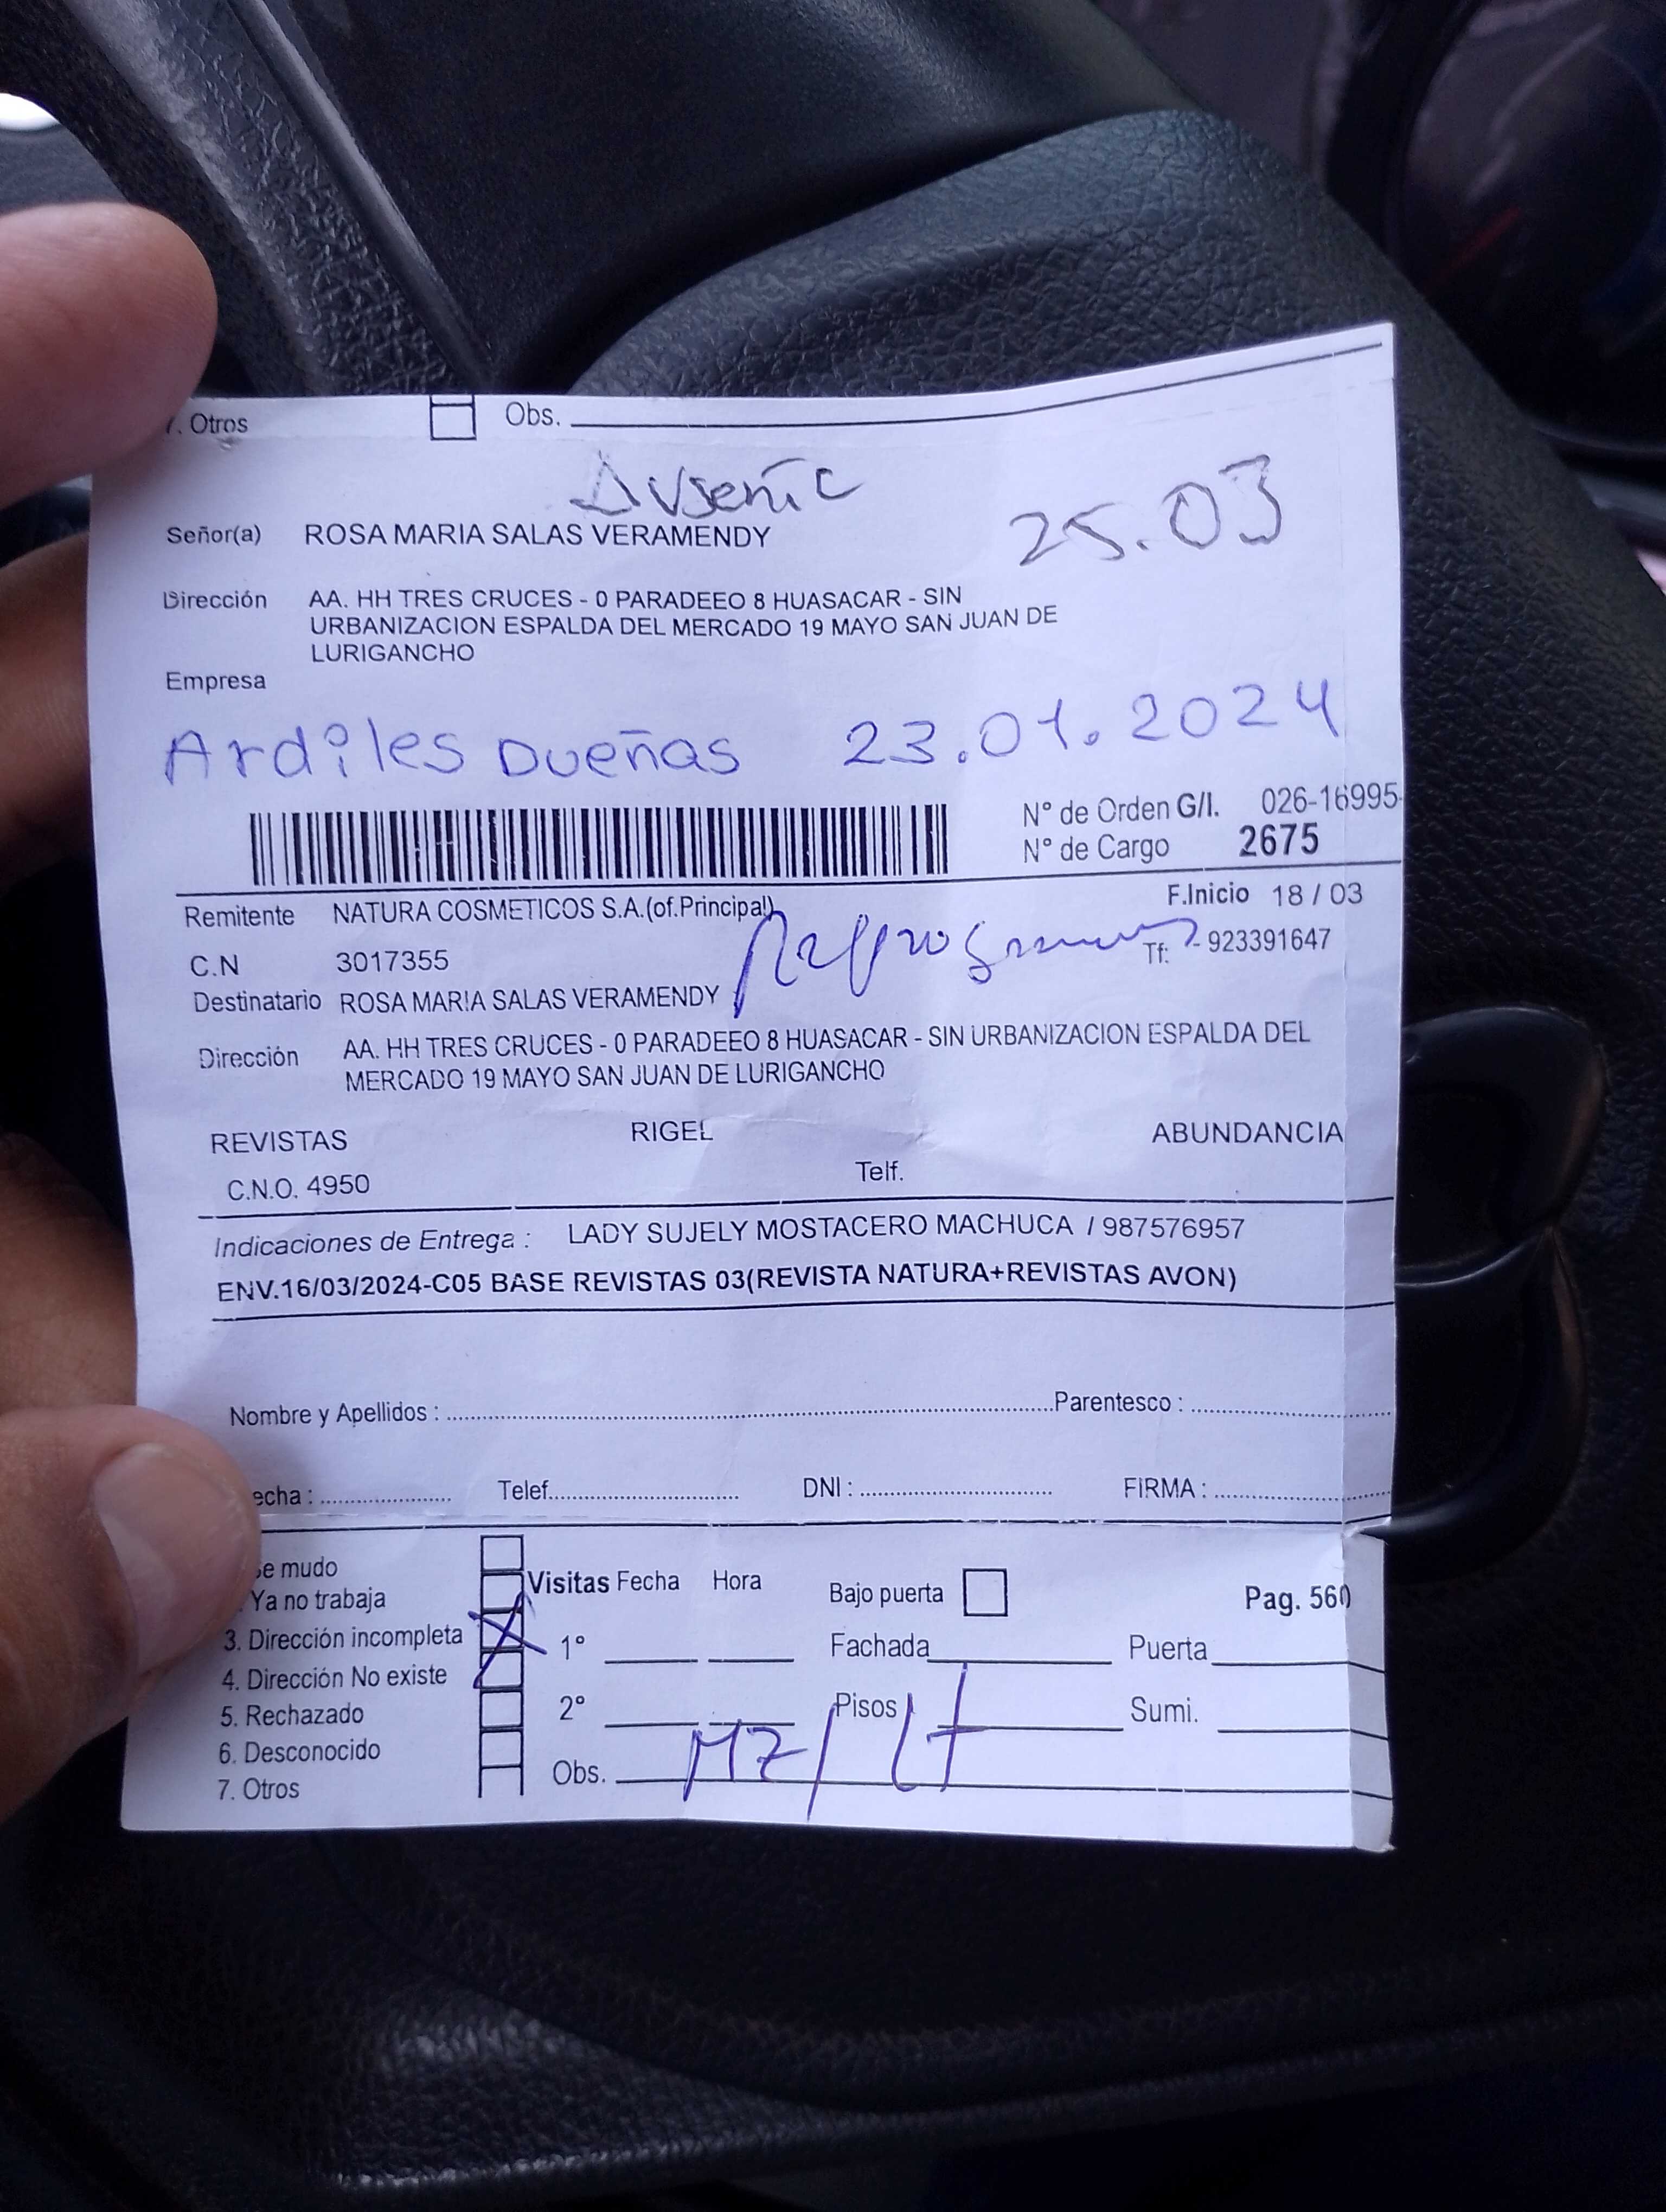 7. Otros Obs.
Ausente
25.03
Señor(a) ROSA MARIA SALAS VERAMENDY
Dirección AA. HH TRES CRUCES - 0 PARADEEO 8 HUASACAR - SIN
URBANIZACION ESPALDA DEL MERCADO 19 MAYO SAN JUAN DE
LURIGANCHO
Empresa
Ardiles Dueñas 23.01.2024
N° de Orden G/I. 026-16995-
N° de Cargo 2675
Remitente NATURA COSMETICOS S.A.(of.Principal) F.Inicio 18 / 03
C.N 3017355 Tf: - 923391647
Destinatario ROSA MARIA SALAS VERAMENDY
Dirección AA. HH TRES CRUCES - 0 PARADEEO 8 HUASACAR - SIN URBANIZACION ESPALDA DEL
MERCADO 19 MAYO SAN JUAN DE LURIGANCHO
REVISTAS RIGEL ABUNDANCIA
C.N.O. 4950 Telf.
Indicaciones de Entrega : LADY SUJELY MOSTACERO MACHUCA / 987576957
ENV.16/03/2024-C05 BASE REVISTAS 03(REVISTA NATURA+REVISTAS AVON)
Nombre y Apellidos : Parentesco :
echa : Telef. DNI : FIRMA :
se mudo
Ya no trabaja Visitas Fecha Hora Bajo puerta Pag. 560
3. Dirección incompleta 1° Fachada Puerta
4. Dirección No existe
5. Rechazado 2° Pisos Sumi.
6. Desconocido
7. Otros Obs. MZ / LT